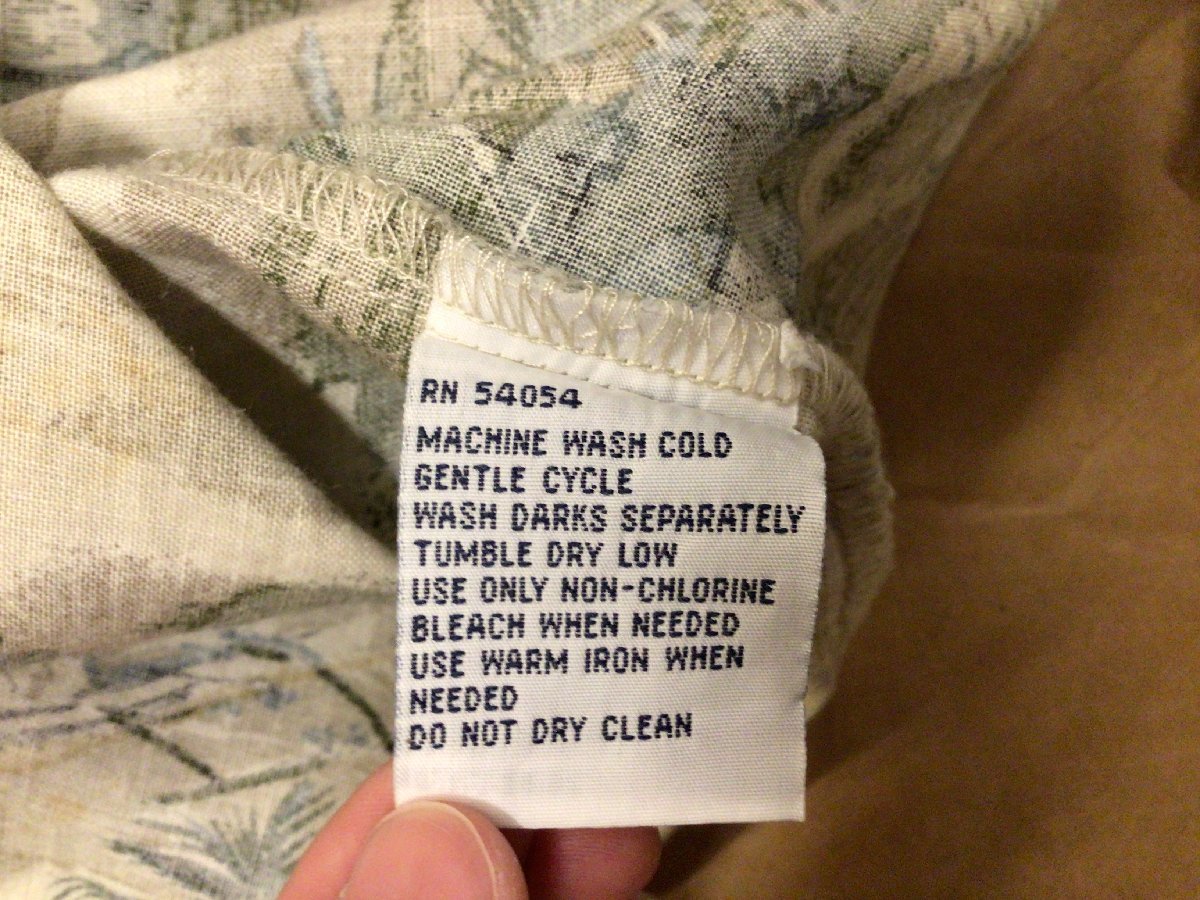 RN 54054
MACHINE WASH COLD
GENTLE CYCLE
WASH DARKS SEPARATELY
TUMBLE DRY LOW
USE ONLY NON-CHLORINE
BLEACH WHEN NEEDED
USE WARM IRON WHEN
NEEDED
DO NOT DRY CLEAN